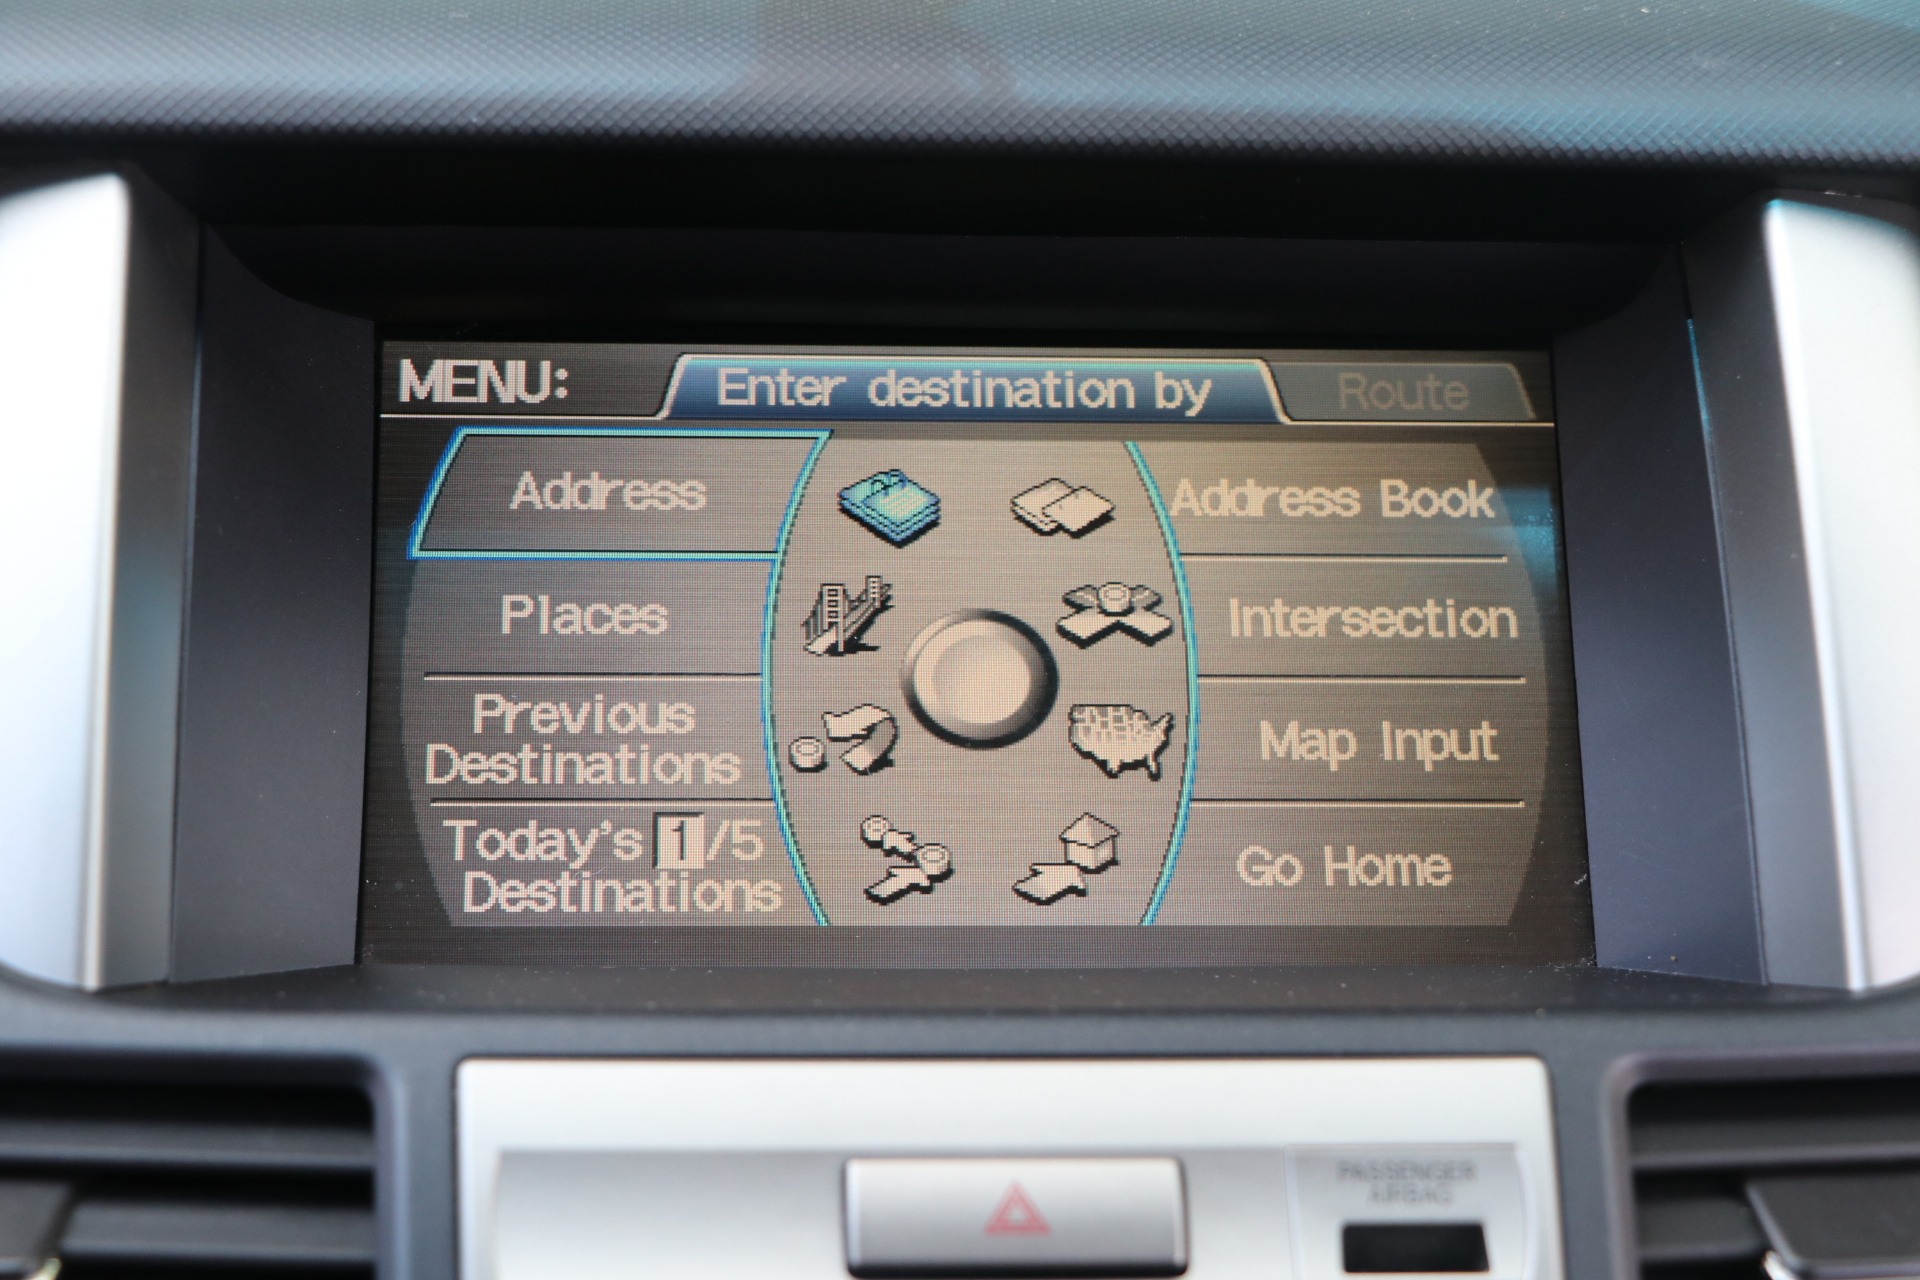 MENU: Enter destination by Route
Address
Address Book
Places
Intersection
Previous
Destinations
Map Input
Today's 1/5
Destinations
Go Home
PASSENGER
AIRBAG